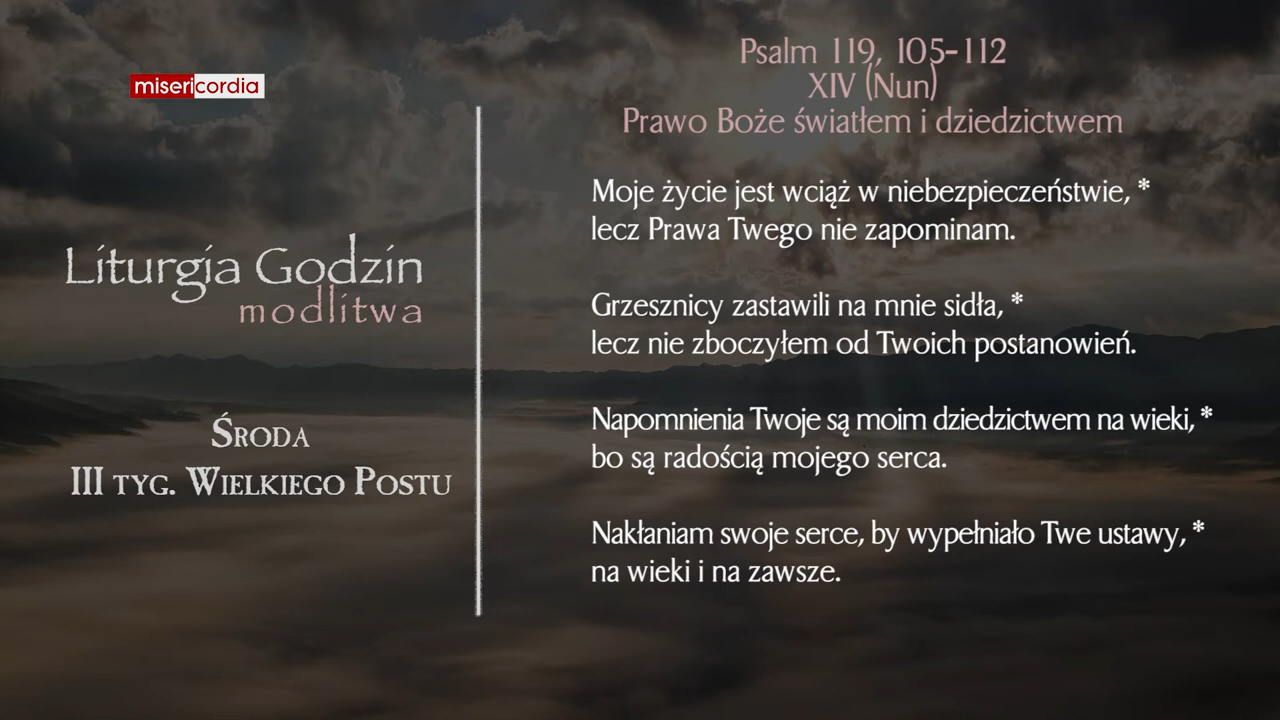 misericordia
Liturgia Godzin
modlitwa
Środa
III tyg. Wielkiego Postu
Psalm 119, 105-112
XIV (Nun)
Prawo Boże światłem i dziedzictwem
Moje życie jest wciąż w niebezpieczeństwie, *
lecz Prawa Twego nie zapominam.
Grzesznicy zastawili na mnie sidła, *
lecz nie zboczyłem od Twoich postanowień.
Napomnienia Twoje są moim dziedzictwem na wieki, *
bo są radością mojego serca.
Nakłaniam swoje serce, by wypełniało Twe ustawy, *
na wieki i na zawsze.